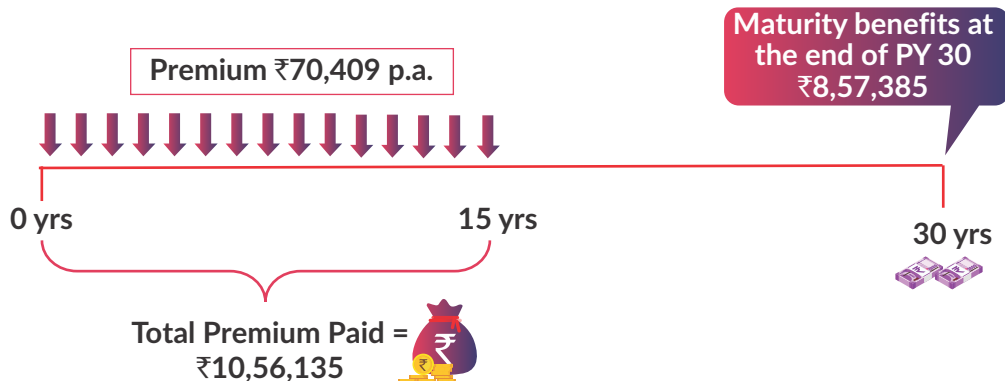 Maturity benefits at
the end of PY 30
₹8,57,385
Premium ₹70,409 p.a.
0 yrs
15 yrs
30 yrs
Total Premium Paid =
₹10,56,135
₹
₹